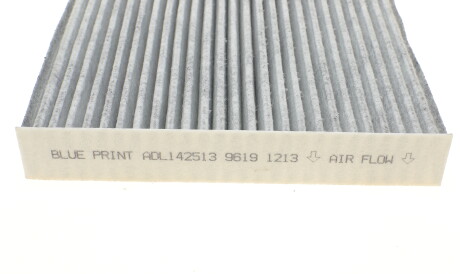 BLUE PRINT ADL142513 9619 1213 ⇩ AIR FLOW ⇩